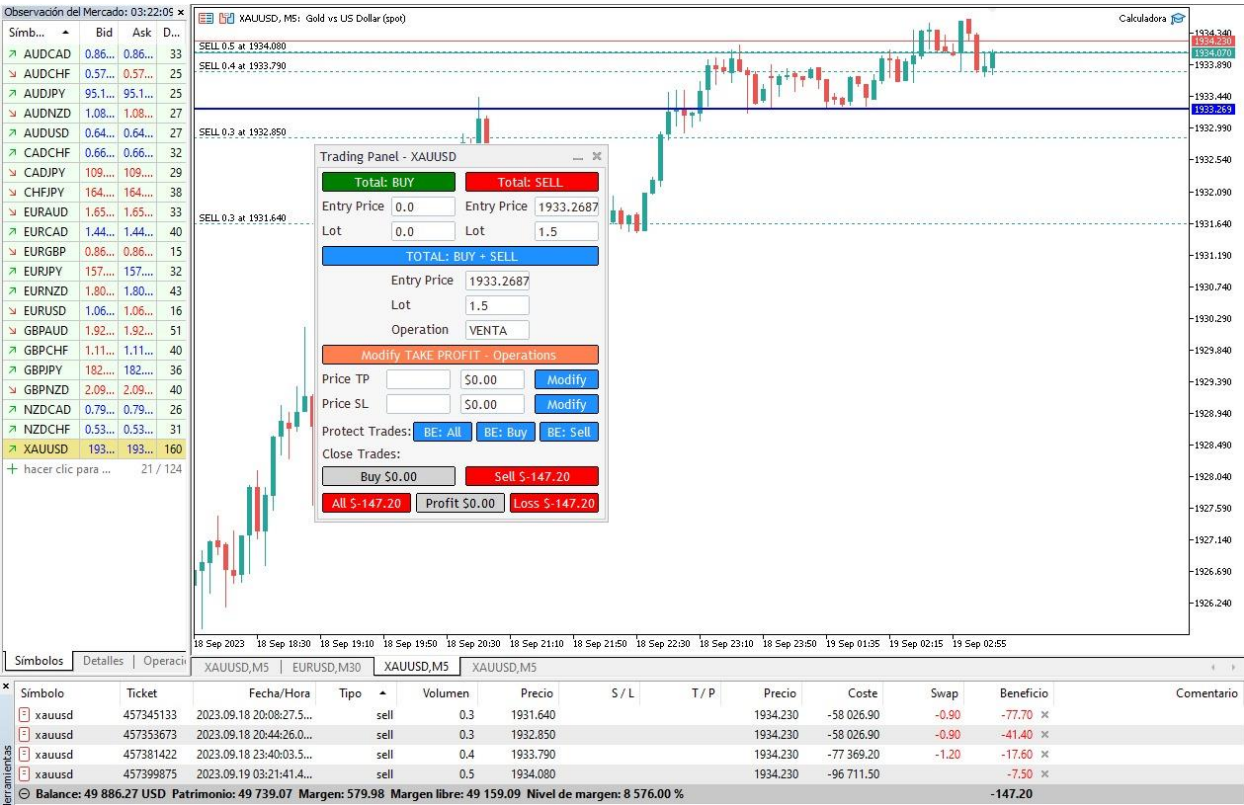 Observación del Mercado: 03:22:09
Símb... Bid Ask D...
AUDCAD 0.86... 0.86... 33
AUDCHF 0.57... 0.57... 25
AUDJPY 95.1... 95.1... 25
AUDNZD 1.08... 1.08... 27
AUDUSD 0.64... 0.64... 27
CADCHF 0.66... 0.66... 32
CADJPY 109.... 109.... 29
CHFJPY 164.... 164.... 38
EURAUD 1.65... 1.65... 33
EURCAD 1.44... 1.44... 40
EURGBP 0.86... 0.86... 15
EURJPY 157.... 157.... 32
EURNZD 1.80... 1.80... 43
EURUSD 1.06... 1.06... 16
GBPAUD 1.92... 1.92... 51
GBPCHF 1.11... 1.11... 40
GBPJPY 182.... 182.... 36
GBPNZD 2.09... 2.09... 40
NZDCAD 0.79... 0.79... 26
NZDCHF 0.53... 0.53... 31
XAUUSD 193... 193... 160
hacer clic para ... 21 / 124
Símbolos Detalles Operaci
XAUUSD, M5: Gold vs US Dollar (spot)
Calculadora
SELL 0.5 at 1934.080
SELL 0.4 at 1933.790
SELL 0.3 at 1932.850
SELL 0.3 at 1931.640
Trading Panel - XAUUSD
Total: BUY Total: SELL
Entry Price 0.0 Entry Price 1933.2687
Lot 0.0 Lot 1.5
TOTAL: BUY + SELL
Entry Price 1933.2687
Lot 1.5
Operation VENTA
Modify TAKE PROFIT - Operations
Price TP $0.00 Modify
Price SL $0.00 Modify
Protect Trades: BE: All BE: Buy BE: Sell
Close Trades:
Buy $0.00 Sell $-147.20
All $-147.20 Profit $0.00 Loss $-147.20
1934.340
1934.230
1934.070
1933.890
1933.440
1933.269
1932.990
1932.540
1932.090
1931.640
1931.190
1930.740
1930.290
1929.840
1929.390
1928.940
1928.490
1928.040
1927.590
1927.140
1926.690
1926.240
18 Sep 2023 18 Sep 18:30 18 Sep 19:10 18 Sep 19:50 18 Sep 20:30 18 Sep 21:10 18 Sep 21:50 18 Sep 22:30 18 Sep 23:10 18 Sep 23:50 19 Sep 01:35 19 Sep 02:15 19 Sep 02:55
XAUUSD,M5 EURUSD,M30 XAUUSD,M5 XAUUSD,M5
Símbolo Ticket Fecha/Hora Tipo Volumen Precio S / L T / P Precio Coste Swap Beneficio Comentario
xauusd 457345133 2023.09.18 20:08:27.5... sell 0.3 1931.640 1934.230 -58 026.90 -0.90 -77.70
xauusd 457353673 2023.09.18 20:44:26.0... sell 0.3 1932.850 1934.230 -58 026.90 -0.90 -41.40
xauusd 457381422 2023.09.18 23:40:03.5... sell 0.4 1933.790 1934.230 -77 369.20 -1.20 -17.60
xauusd 457399875 2023.09.19 03:21:41.4... sell 0.5 1934.080 1934.230 -96 711.50 -7.50
Balance: 49 886.27 USD Patrimonio: 49 739.07 Margen: 579.98 Margen libre: 49 159.09 Nivel de margen: 8 576.00 % -147.20